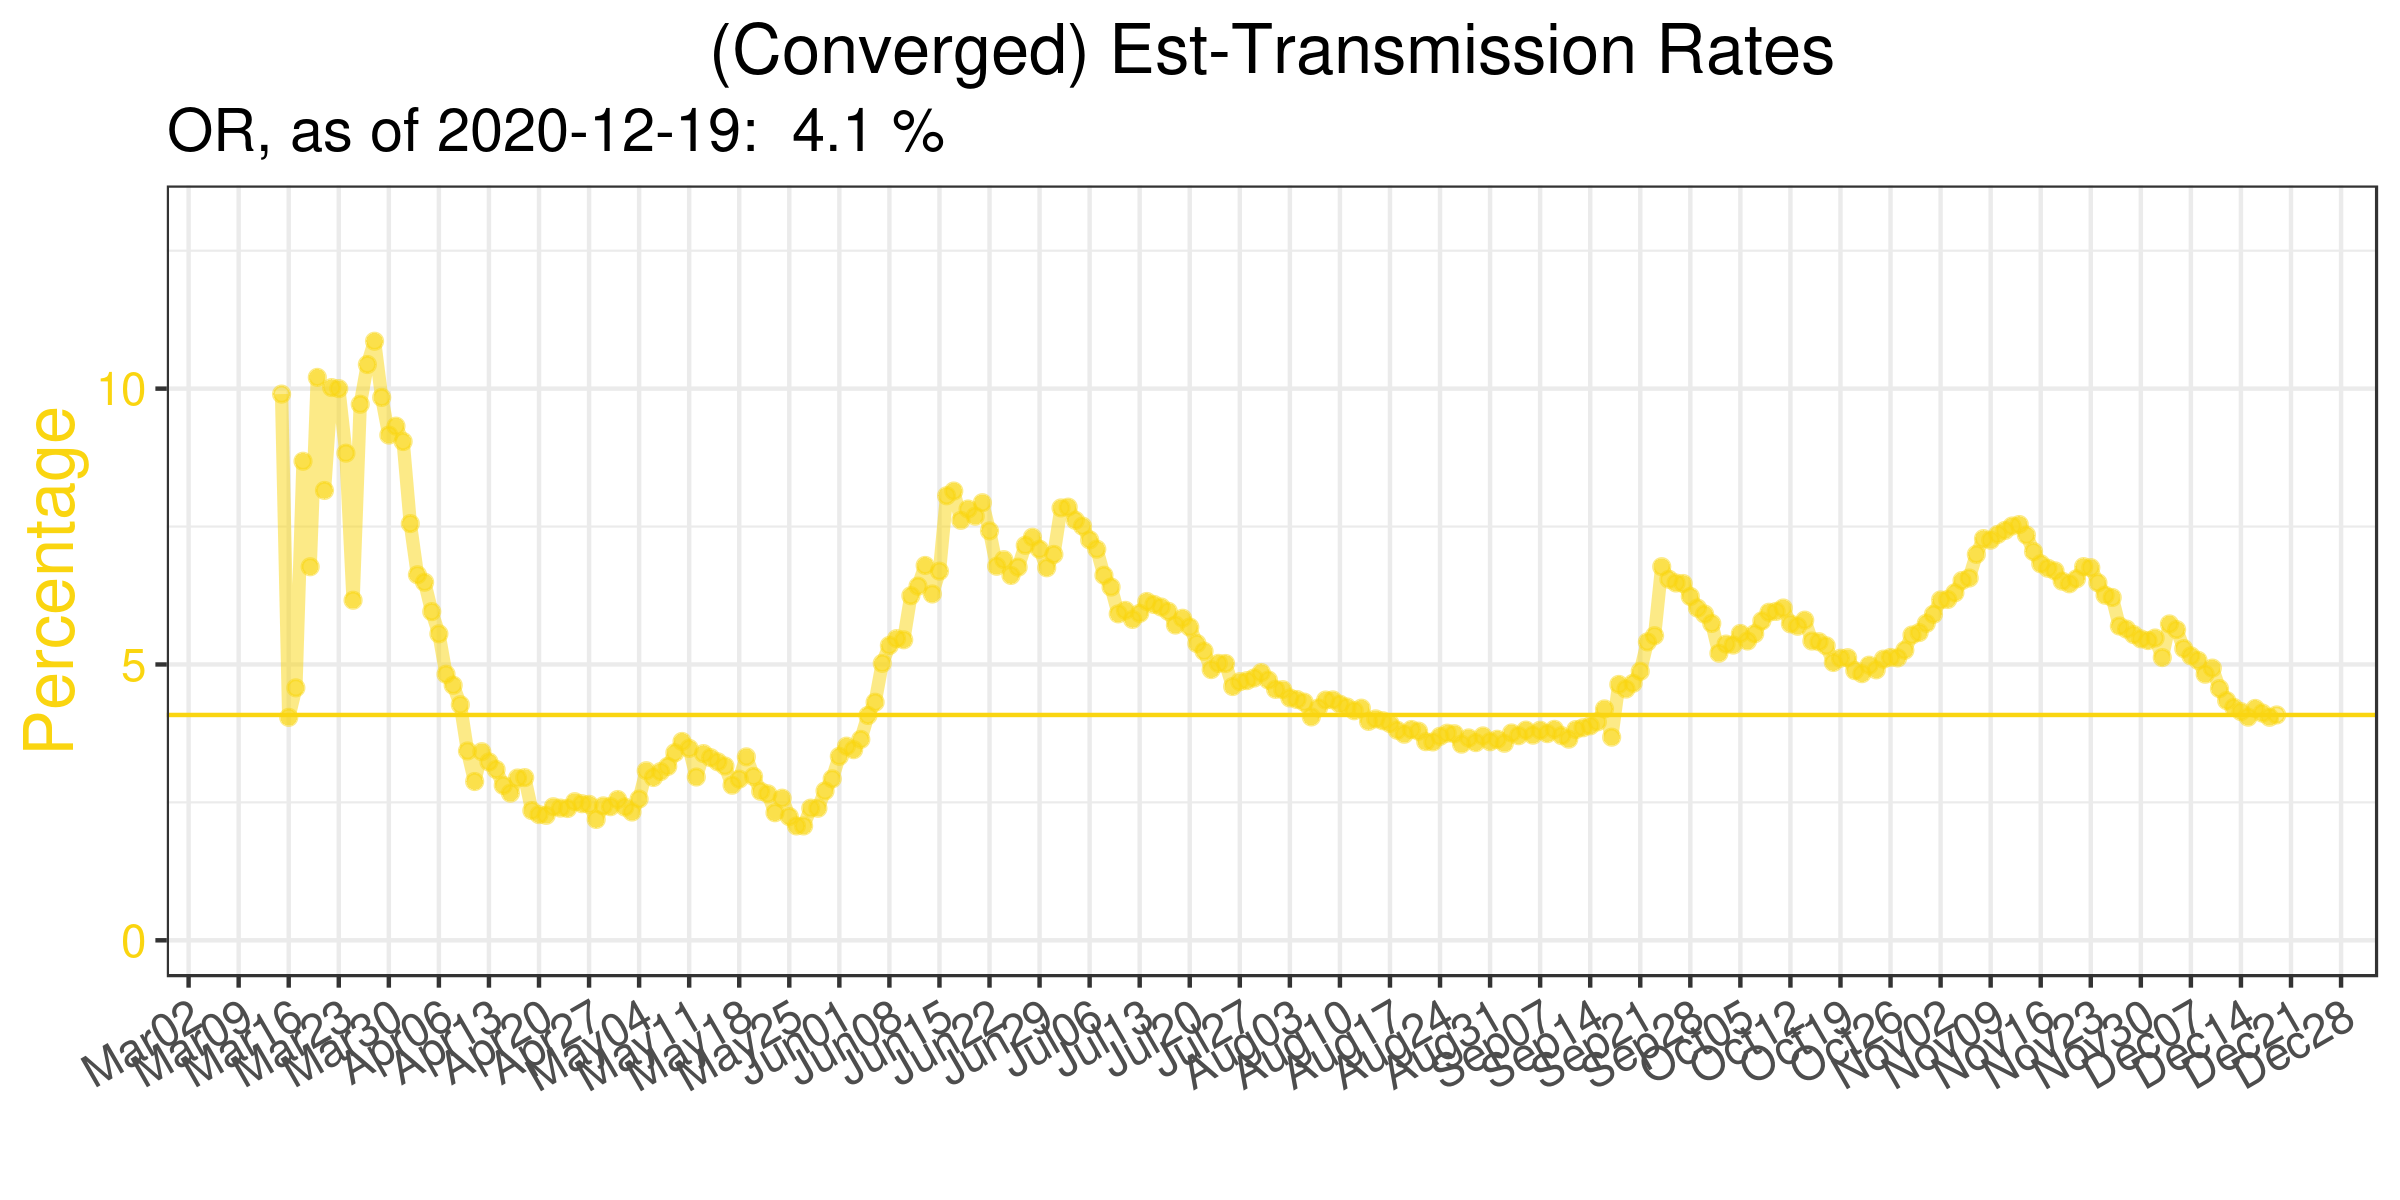 (Converged) Est-Transmission Rates
OR, as of 2020-12-19:  4.1 %
Percentage
10
5
0
Mar02
Mar09
Mar16
Mar23
Mar30
Apr06
Apr13
Apr20
Apr27
May04
May11
May18
May25
Jun01
Jun08
Jun15
Jun22
Jun29
Jul06
Jul13
Jul20
Jul27
Aug03
Aug10
Aug17
Aug24
Aug31
Sep07
Sep14
Sep21
Sep28
Oct05
Oct12
Oct19
Oct26
Nov02
Nov09
Nov16
Nov23
Nov30
Dec07
Dec14
Dec21
Dec28